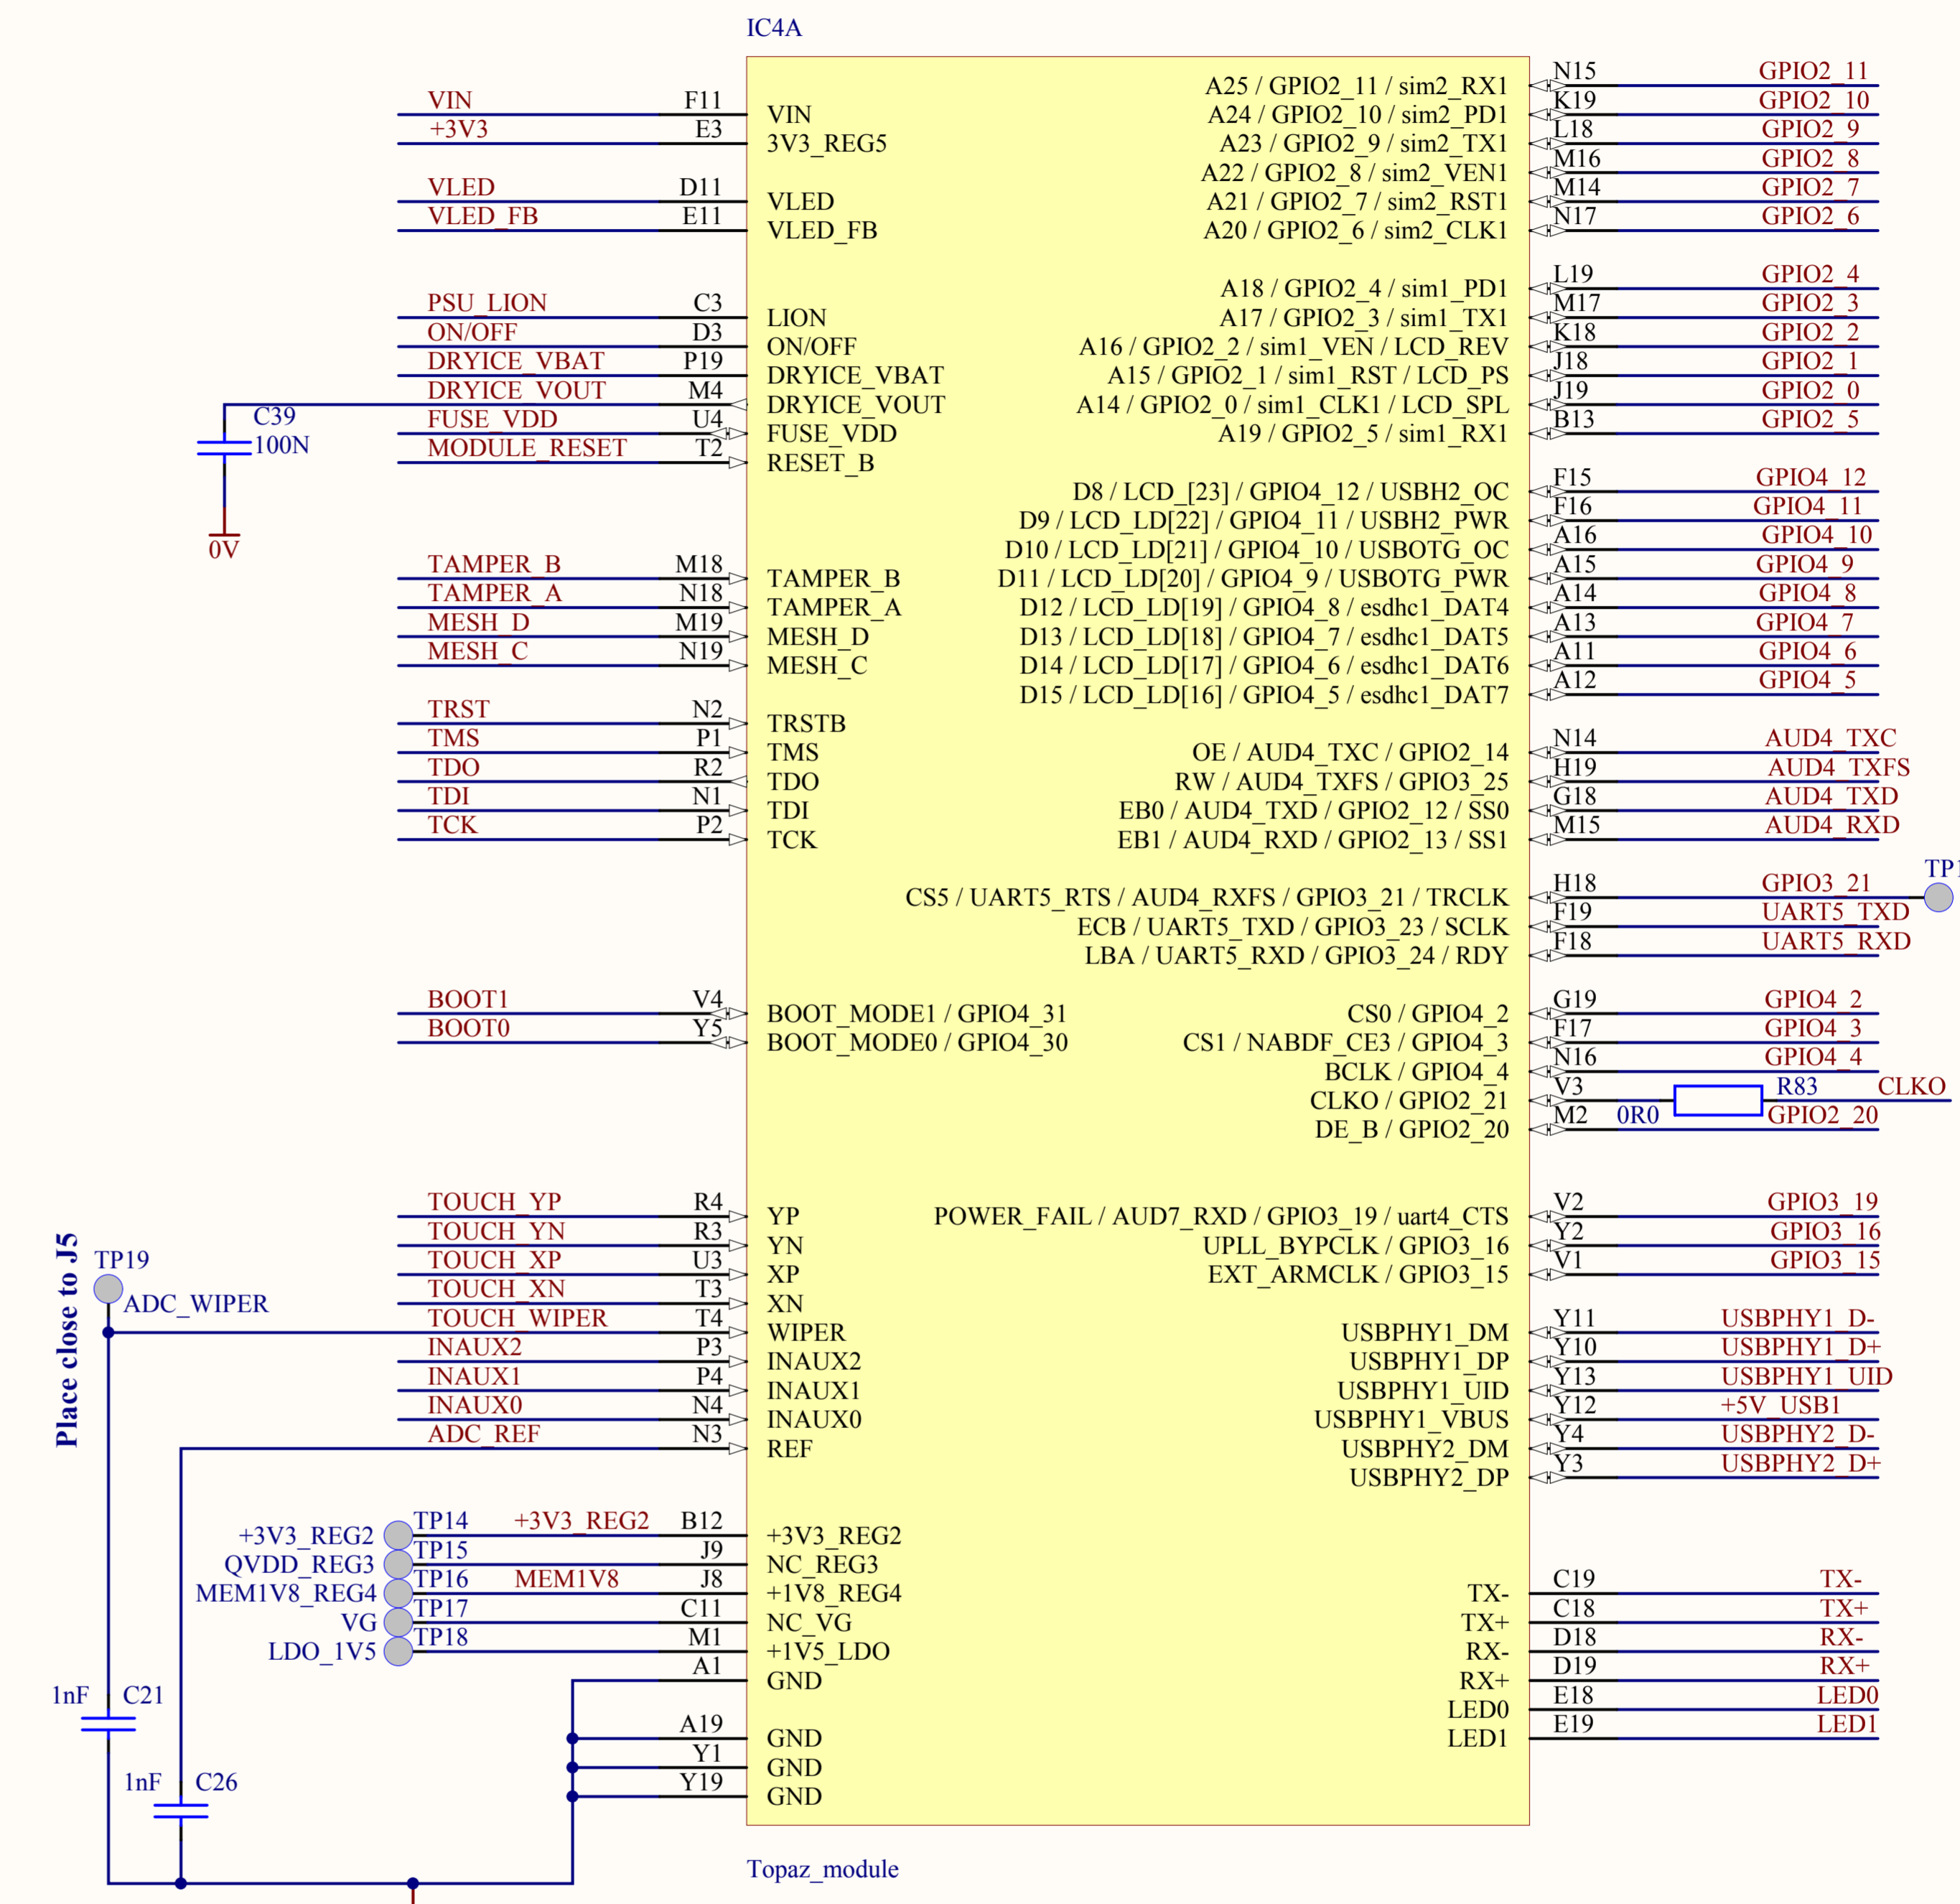 IC4A
VIN F11 VIN
+3V3 E3 3V3_REG5
VLED D11 VLED
VLED_FB E11 VLED_FB
PSU_LION C3 LION
ON/OFF D3 ON/OFF
DRYICE_VBAT P19 DRYICE_VBAT
DRYICE_VOUT M4 DRYICE_VOUT
FUSE_VDD U4 FUSE_VDD
MODULE_RESET T2 RESET_B
C39
100N
0V
TAMPER_B M18 TAMPER_B
TAMPER_A N18 TAMPER_A
MESH_D M19 MESH_D
MESH_C N19 MESH_C
TRST N2 TRSTB
TMS P1 TMS
TDO R2 TDO
TDI N1 TDI
TCK P2 TCK
BOOT1 V4 BOOT_MODE1 / GPIO4_31
BOOT0 Y5 BOOT_MODE0 / GPIO4_30
TOUCH_YP R4 YP
TOUCH_YN R3 YN
TOUCH_XP U3 XP
TOUCH_XN T3 XN
TOUCH_WIPER T4 WIPER
INAUX2 P3 INAUX2
INAUX1 P4 INAUX1
INAUX0 N4 INAUX0
ADC_REF N3 REF
Place close to J5
TP19
ADC_WIPER
+3V3_REG2 TP14 +3V3_REG2 B12 +3V3_REG2
QVDD_REG3 TP15 J9 NC_REG3
MEM1V8_REG4 TP16 MEM1V8 J8 +1V8_REG4
VG TP17 C11 NC_VG
LDO_1V5 TP18 M1 +1V5_LDO
A1 GND
A19 GND
Y1 GND
Y19 GND
1nF C21
1nF C26
A25 / GPIO2_11 / sim2_RX1 N15 GPIO2_11
A24 / GPIO2_10 / sim2_PD1 K19 GPIO2_10
A23 / GPIO2_9 / sim2_TX1 L18 GPIO2_9
A22 / GPIO2_8 / sim2_VEN1 M16 GPIO2_8
A21 / GPIO2_7 / sim2_RST1 M14 GPIO2_7
A20 / GPIO2_6 / sim2_CLK1 N17 GPIO2_6
A18 / GPIO2_4 / sim1_PD1 L19 GPIO2_4
A17 / GPIO2_3 / sim1_TX1 M17 GPIO2_3
A16 / GPIO2_2 / sim1_VEN / LCD_REV K18 GPIO2_2
A15 / GPIO2_1 / sim1_RST / LCD_PS J18 GPIO2_1
A14 / GPIO2_0 / sim1_CLK1 / LCD_SPL J19 GPIO2_0
A19 / GPIO2_5 / sim1_RX1 B13 GPIO2_5
D8 / LCD_[23] / GPIO4_12 / USBH2_OC F15 GPIO4_12
D9 / LCD_LD[22] / GPIO4_11 / USBH2_PWR F16 GPIO4_11
D10 / LCD_LD[21] / GPIO4_10 / USBOTG_OC A16 GPIO4_10
D11 / LCD_LD[20] / GPIO4_9 / USBOTG_PWR A15 GPIO4_9
D12 / LCD_LD[19] / GPIO4_8 / esdhc1_DAT4 A14 GPIO4_8
D13 / LCD_LD[18] / GPIO4_7 / esdhc1_DAT5 A13 GPIO4_7
D14 / LCD_LD[17] / GPIO4_6 / esdhc1_DAT6 A11 GPIO4_6
D15 / LCD_LD[16] / GPIO4_5 / esdhc1_DAT7 A12 GPIO4_5
OE / AUD4_TXC / GPIO2_14 N14 AUD4_TXC
RW / AUD4_TXFS / GPIO3_25 H19 AUD4_TXFS
EB0 / AUD4_TXD / GPIO2_12 / SS0 G18 AUD4_TXD
EB1 / AUD4_RXD / GPIO2_13 / SS1 M15 AUD4_RXD
CS5 / UART5_RTS / AUD4_RXFS / GPIO3_21 / TRCLK H18 GPIO3_21
ECB / UART5_TXD / GPIO3_23 / SCLK F19 UART5_TXD
LBA / UART5_RXD / GPIO3_24 / RDY F18 UART5_RXD
CS0 / GPIO4_2 G19 GPIO4_2
CS1 / NABDF_CE3 / GPIO4_3 F17 GPIO4_3
BCLK / GPIO4_4 N16 GPIO4_4
CLKO / GPIO2_21 V3 R83 CLKO
DE_B / GPIO2_20 M2 0R0 GPIO2_20
POWER_FAIL / AUD7_RXD / GPIO3_19 / uart4_CTS V2 GPIO3_19
UPLL_BYPCLK / GPIO3_16 Y2 GPIO3_16
EXT_ARMCLK / GPIO3_15 V1 GPIO3_15
USBPHY1_DM Y11 USBPHY1_D-
USBPHY1_DP Y10 USBPHY1_D+
USBPHY1_UID Y13 USBPHY1_UID
USBPHY1_VBUS Y12 +5V_USB1
USBPHY2_DM Y4 USBPHY2_D-
USBPHY2_DP Y3 USBPHY2_D+
TX- C19 TX-
TX+ C18 TX+
RX- D18 RX-
RX+ D19 RX+
LED0 E18 LED0
LED1 E19 LED1
Topaz_module